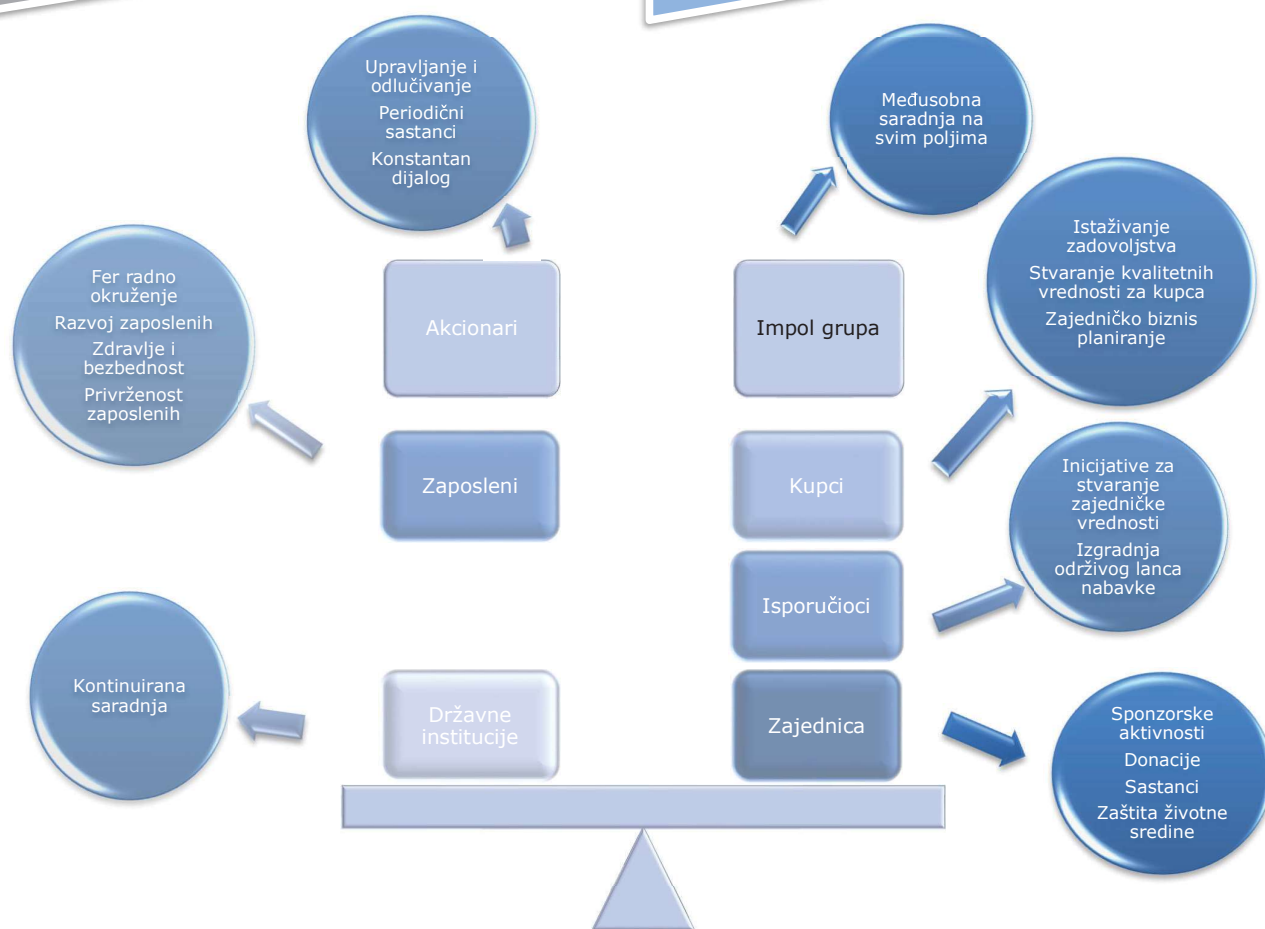 Upravljanje i
odlučivanje
Periodični
sastanci
Konstantan
dijalog
Međusobna
saradnja na
svim poljima
Fer radno
okruženje
Razvoj zaposlenih
Zdravlje i
bezbednost
Privrženost
zaposlenih
Akcionari
Impol grupa
Istaživanje
zadovoljstva
Stvaranje kvalitetnih
vrednosti za kupca
Zajedničko biznis
planiranje
Zaposleni
Kupci
Inicijative za
stvaranje
zajedničke
vrednosti
Izgradnja
održivog lanca
nabavke
Isporučioci
Kontinuirana
saradnja
Državne
institucije
Zajednica
Sponzorske
aktivnosti
Donacije
Sastanci
Zaštita životne
sredine